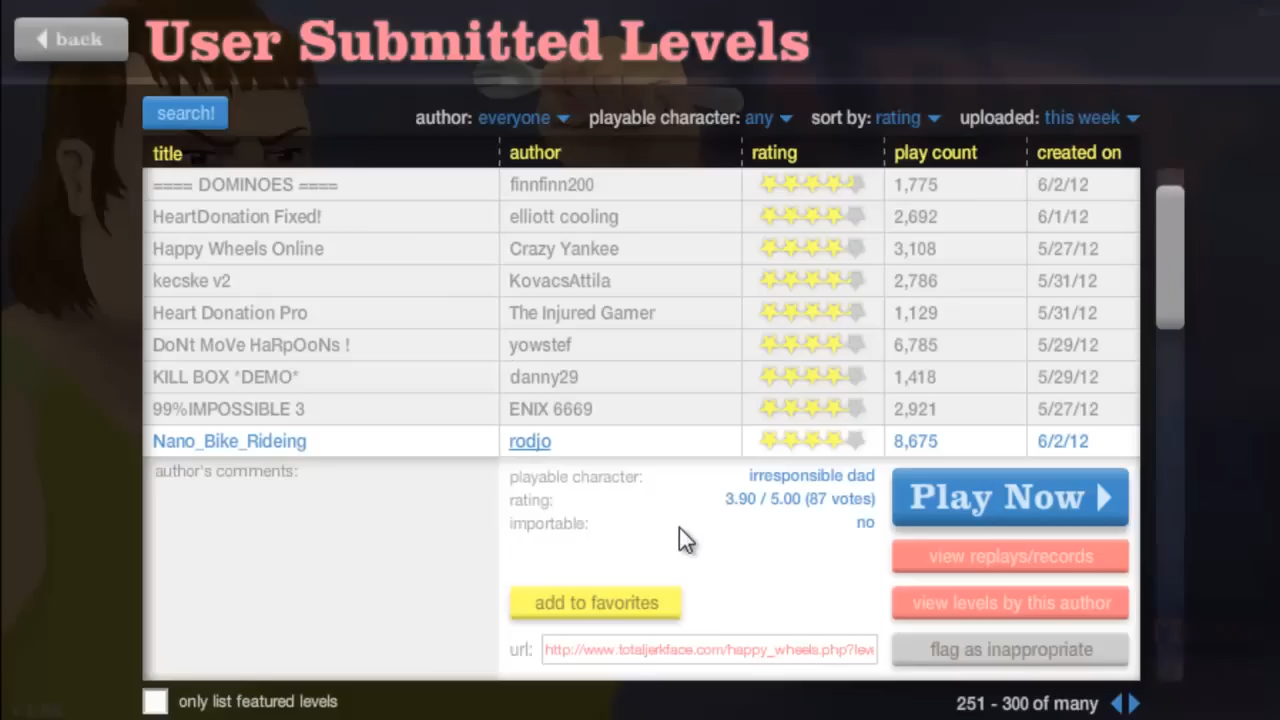 back
User Submitted Levels
search!
author: everyone playable character: any sort by: rating uploaded: this week
title author rating play count created on
==== DOMINOES ==== finnfinn200 1,775 6/2/12
HeartDonation Fixed! elliott cooling 2,692 6/1/12
Happy Wheels Online Crazy Yankee 3,108 5/27/12
kecske v2 KovacsAttila 2,786 5/31/12
Heart Donation Pro The Injured Gamer 1,129 5/31/12
DoNt MoVe HaRpOoNs ! yowstef 6,785 5/29/12
KILL BOX *DEMO* danny29 1,418 5/29/12
99%IMPOSSIBLE 3 ENIX 6669 2,921 5/27/12
Nano_Bike_Rideing rodjo 8,675 6/2/12
author's comments:
playable character: irresponsible dad
rating: 3.90 / 5.00 (87 votes)
importable: no
Play Now
view replays/records
add to favorites
view levels by this author
url: http://www.totaljerkface.com/happy_wheels.php?leve
flag as inappropriate
only list featured levels
251 - 300 of many